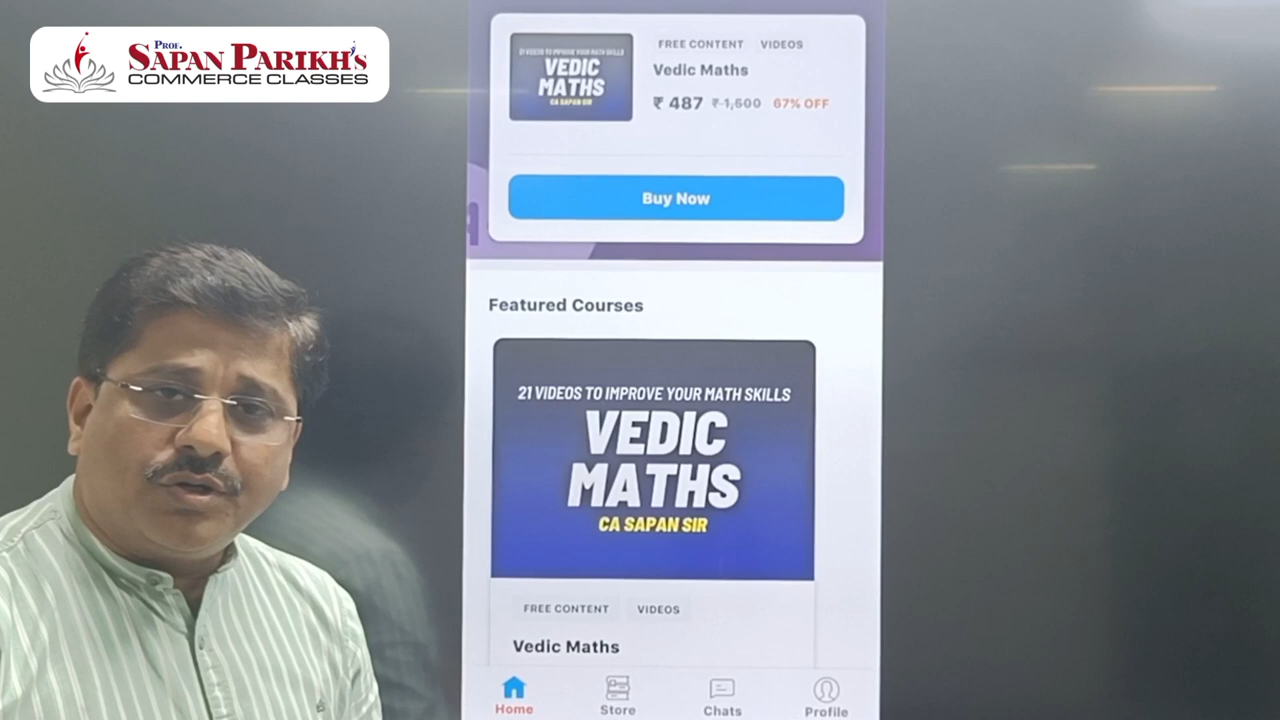 PROF.
SAPAN PARIKH'S
COMMERCE CLASSES
21 VIDEOS TO IMPROVE YOUR MATH SKILLS
VEDIC
MATHS
CA SAPAN SIR
FREE CONTENT VIDEOS
Vedic Maths
₹ 487 ₹ 1,500 67% OFF
Buy Now
Featured Courses
21 VIDEOS TO IMPROVE YOUR MATH SKILLS
VEDIC
MATHS
CA SAPAN SIR
FREE CONTENT VIDEOS
Vedic Maths
Home Store Chats Profile